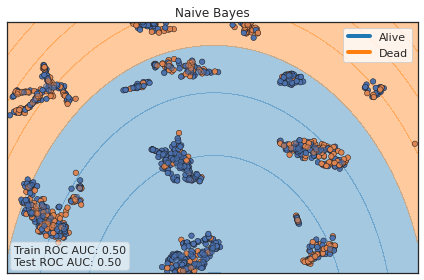 Naive Bayes
Alive
Dead
Train ROC AUC: 0.50
Test ROC AUC: 0.50